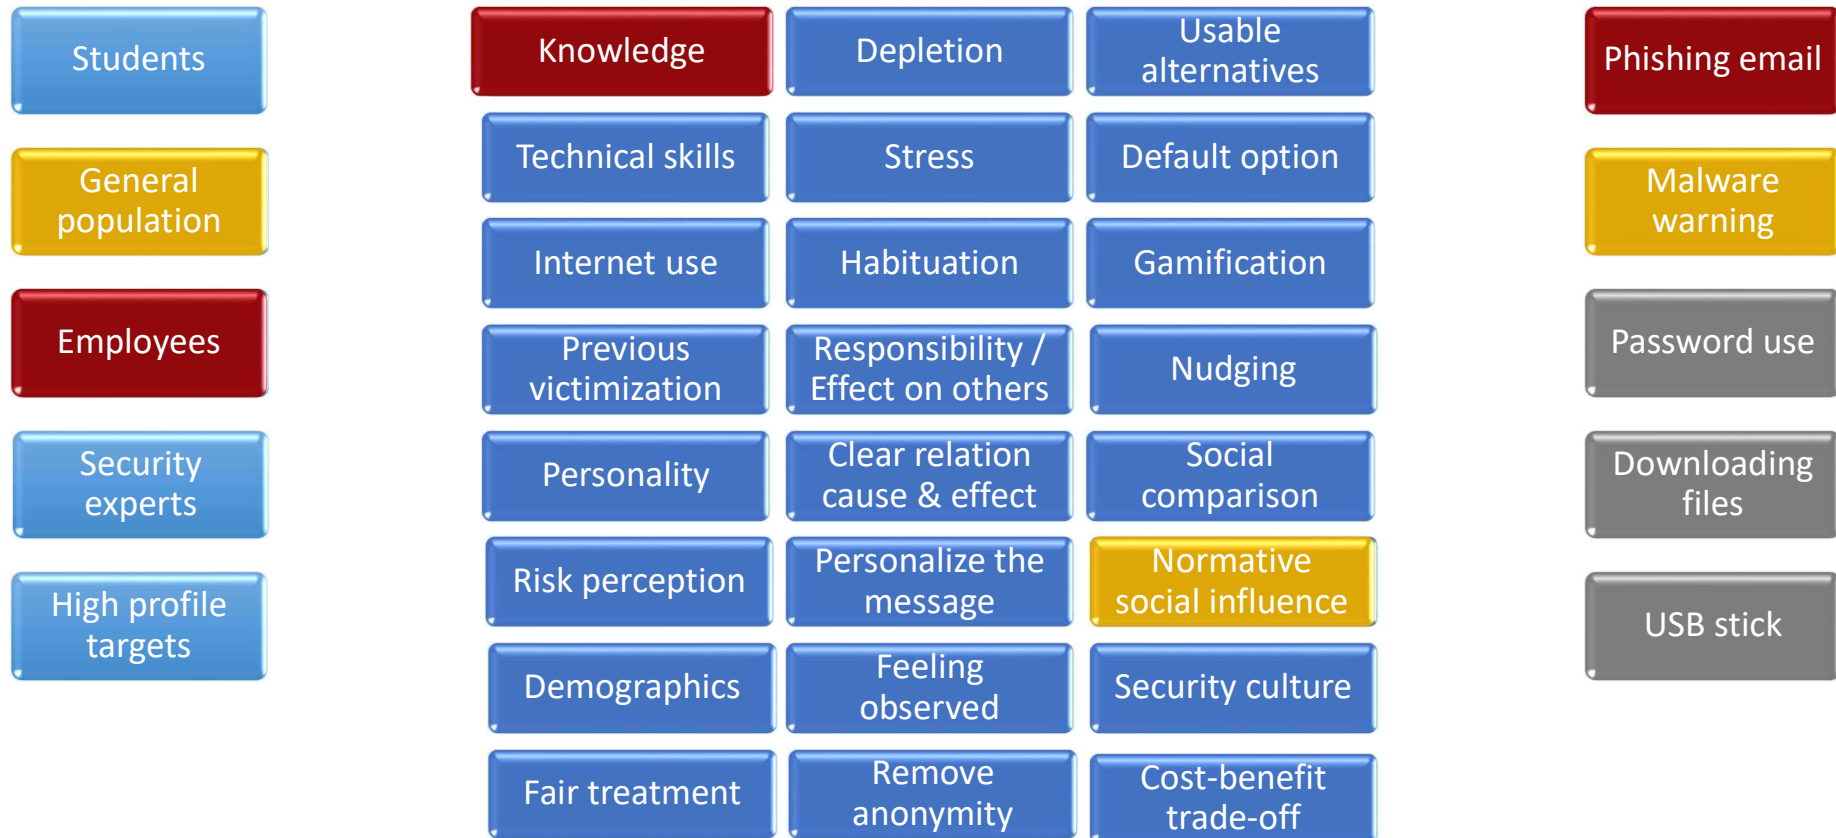 Students
General
population
Employees
Security
experts
High profile
targets
Knowledge
Depletion
Usable
alternatives
Technical skills
Stress
Default option
Internet use
Habituation
Gamification
Previous
victimization
Responsibility /
Effect on others
Nudging
Personality
Clear relation
cause & effect
Social
comparison
Risk perception
Personalize the
message
Normative
social influence
Demographics
Feeling
observed
Security culture
Fair treatment
Remove
anonymity
Cost-benefit
trade-off
Phishing email
Malware
warning
Password use
Downloading
files
USB stick